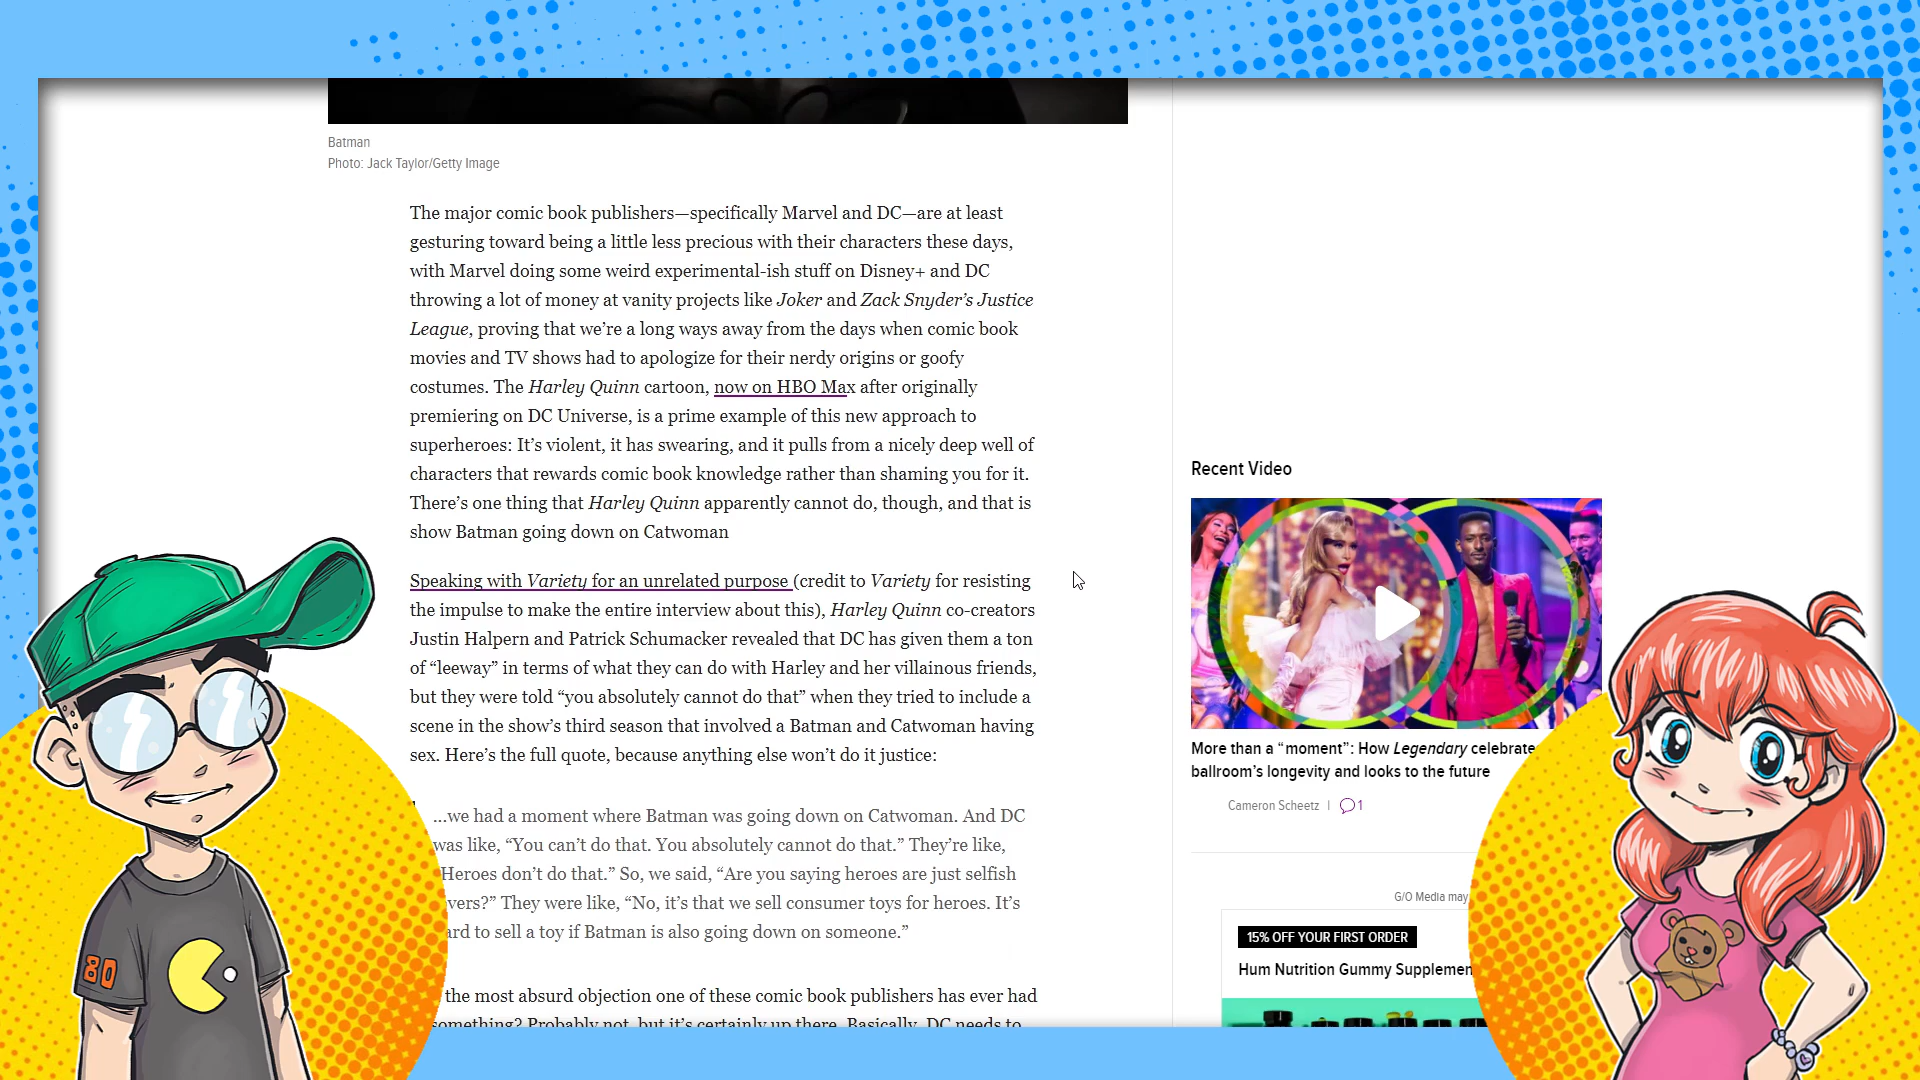 Batman
Photo: Jack Taylor/Getty Image
The major comic book publishers—specifically Marvel and DC—are at least
gesturing toward being a little less precious with their characters these days,
with Marvel doing some weird experimental-ish stuff on Disney+ and DC
throwing a lot of money at vanity projects like Joker and Zack Snyder’s Justice
League, proving that we’re a long ways away from the days when comic book
movies and TV shows had to apologize for their nerdy origins or goofy
costumes. The Harley Quinn cartoon, now on HBO Max after originally
premiering on DC Universe, is a prime example of this new approach to
superheroes: It’s violent, it has swearing, and it pulls from a nicely deep well of
characters that rewards comic book knowledge rather than shaming you for it.
There’s one thing that Harley Quinn apparently cannot do, though, and that is
show Batman going down on Catwoman
Speaking with Variety for an unrelated purpose (credit to Variety for resisting
the impulse to make the entire interview about this), Harley Quinn co-creators
Justin Halpern and Patrick Schumacker revealed that DC has given them a ton
of “leeway” in terms of what they can do with Harley and her villainous friends,
but they were told “you absolutely cannot do that” when they tried to include a
scene in the show’s third season that involved a Batman and Catwoman having
sex. Here’s the full quote, because anything else won’t do it justice:
…we had a moment where Batman was going down on Catwoman. And DC
was like, “You can’t do that. You absolutely cannot do that.” They’re like,
Heroes don’t do that.” So, we said, “Are you saying heroes are just selfish
vers?” They were like, “No, it’s that we sell consumer toys for heroes. It’s
ard to sell a toy if Batman is also going down on someone.”
the most absurd objection one of these comic book publishers has ever had
something? Probably not, but it’s certainly up there. Basically, DC needs to
Recent Video
More than a “moment”: How Legendary celebrate
ballroom’s longevity and looks to the future
Cameron Scheetz | 1
G/O Media may
15% OFF YOUR FIRST ORDER
Hum Nutrition Gummy Supplemen
80